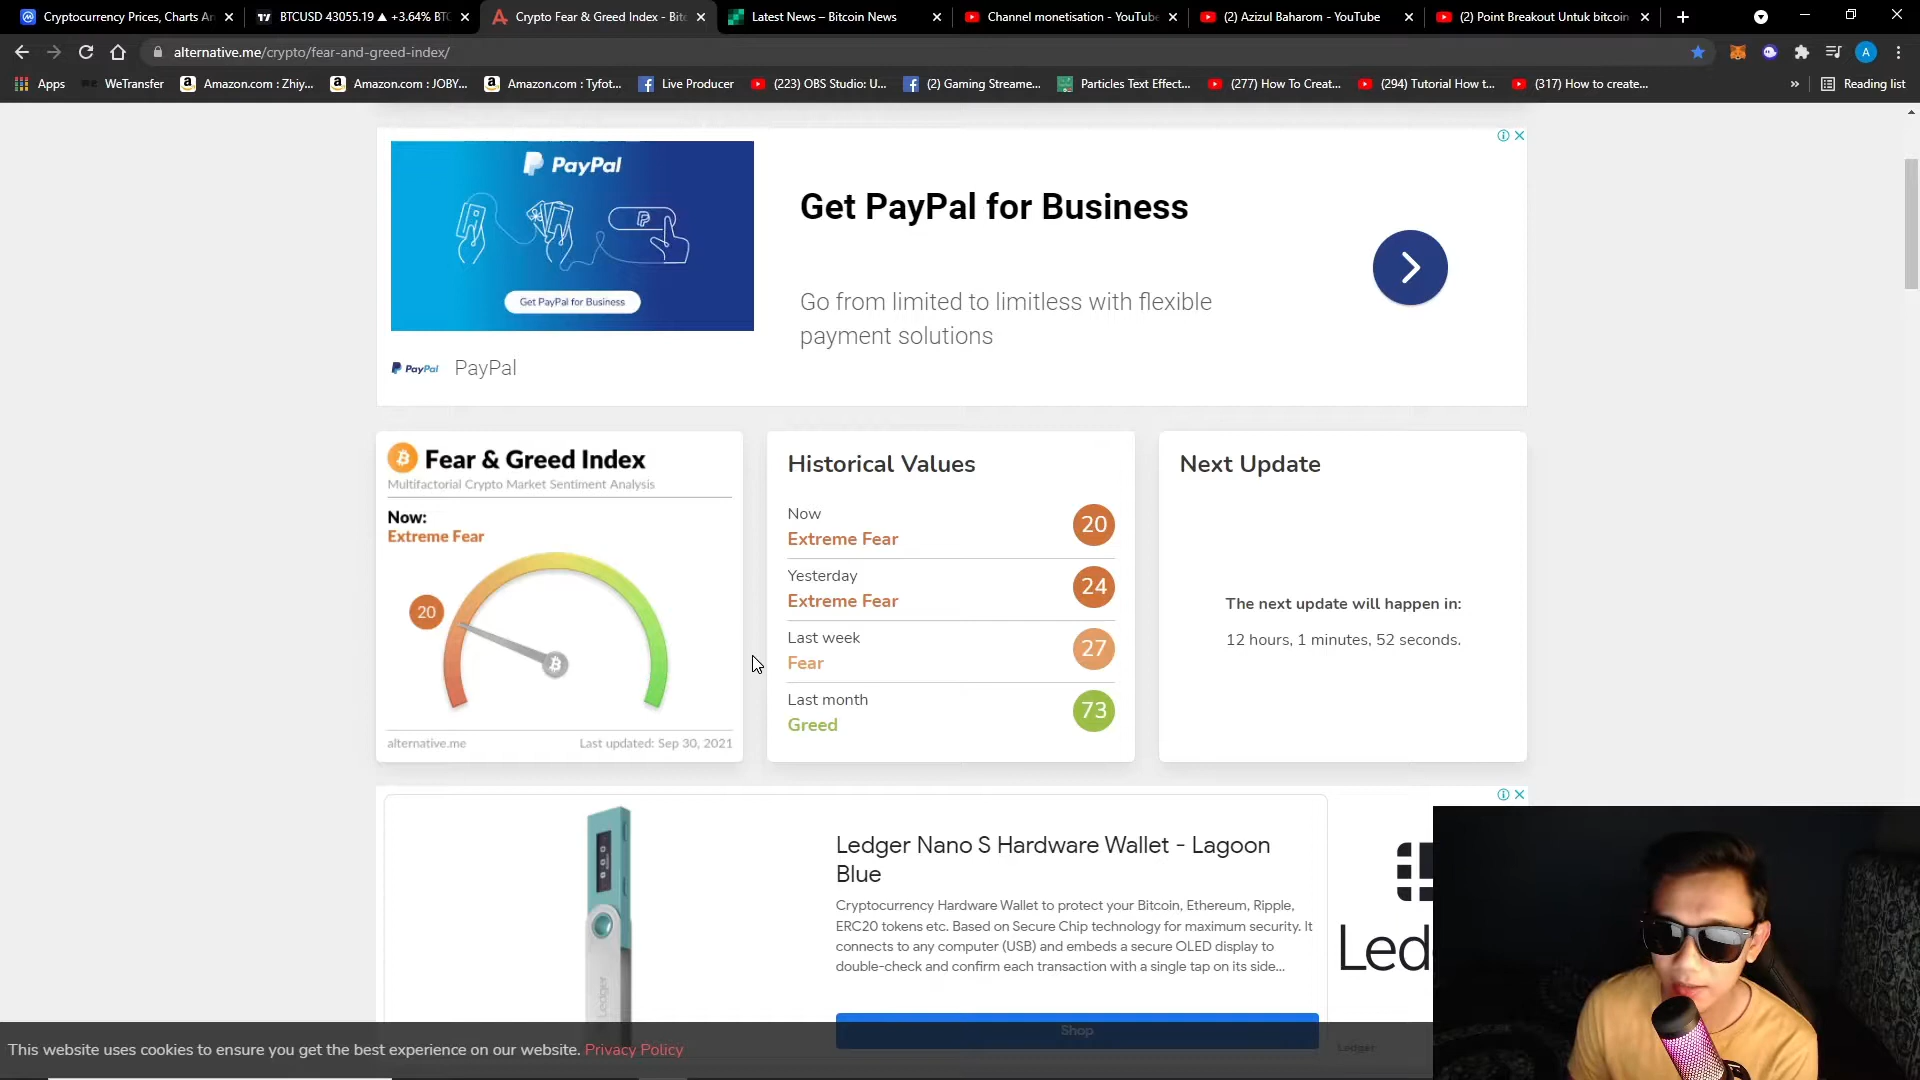 Cryptocurrency Prices, Charts An
BTCUSD 43055.19 ▲ +3.64% BTC
Crypto Fear & Greed Index - Bit
Latest News – Bitcoin News
Channel monetisation - YouTube
(2) Azizul Baharom - YouTube
(2) Point Breakout Untuk bitcoin
alternative.me/crypto/fear-and-greed-index/
A
Apps
WeTransfer
Amazon.com : Zhiy...
Amazon.com : JOBY...
Amazon.com : Tyfot...
Live Producer
(223) OBS Studio: U...
(2) Gaming Streame...
Particles Text Effect...
(277) How To Creat...
(294) Tutorial How t...
(317) How to create...
»
Reading list
PayPal
Get PayPal for Business
Get PayPal for Business
Go from limited to limitless with flexible
payment solutions
PayPal
PayPal
Fear & Greed Index
Multifactorial Crypto Market Sentiment Analysis
Now:
Extreme Fear
20
alternative.me
Last updated: Sep 30, 2021
Historical Values
Now
Extreme Fear
20
Yesterday
Extreme Fear
24
Last week
Fear
27
Last month
Greed
73
Next Update
The next update will happen in:
12 hours, 1 minutes, 52 seconds.
Ledger Nano S Hardware Wallet - Lagoon
Blue
Cryptocurrency Hardware Wallet to protect your Bitcoin, Ethereum, Ripple,
ERC20 tokens etc. Based on Secure Chip technology for maximum security. It
connects to any computer (USB) and embeds a secure OLED display to
double-check and confirm each transaction with a single tap on its side...
Shop
Led
Ledger
Ledger
This website uses cookies to ensure you get the best experience on our website. Privacy Policy